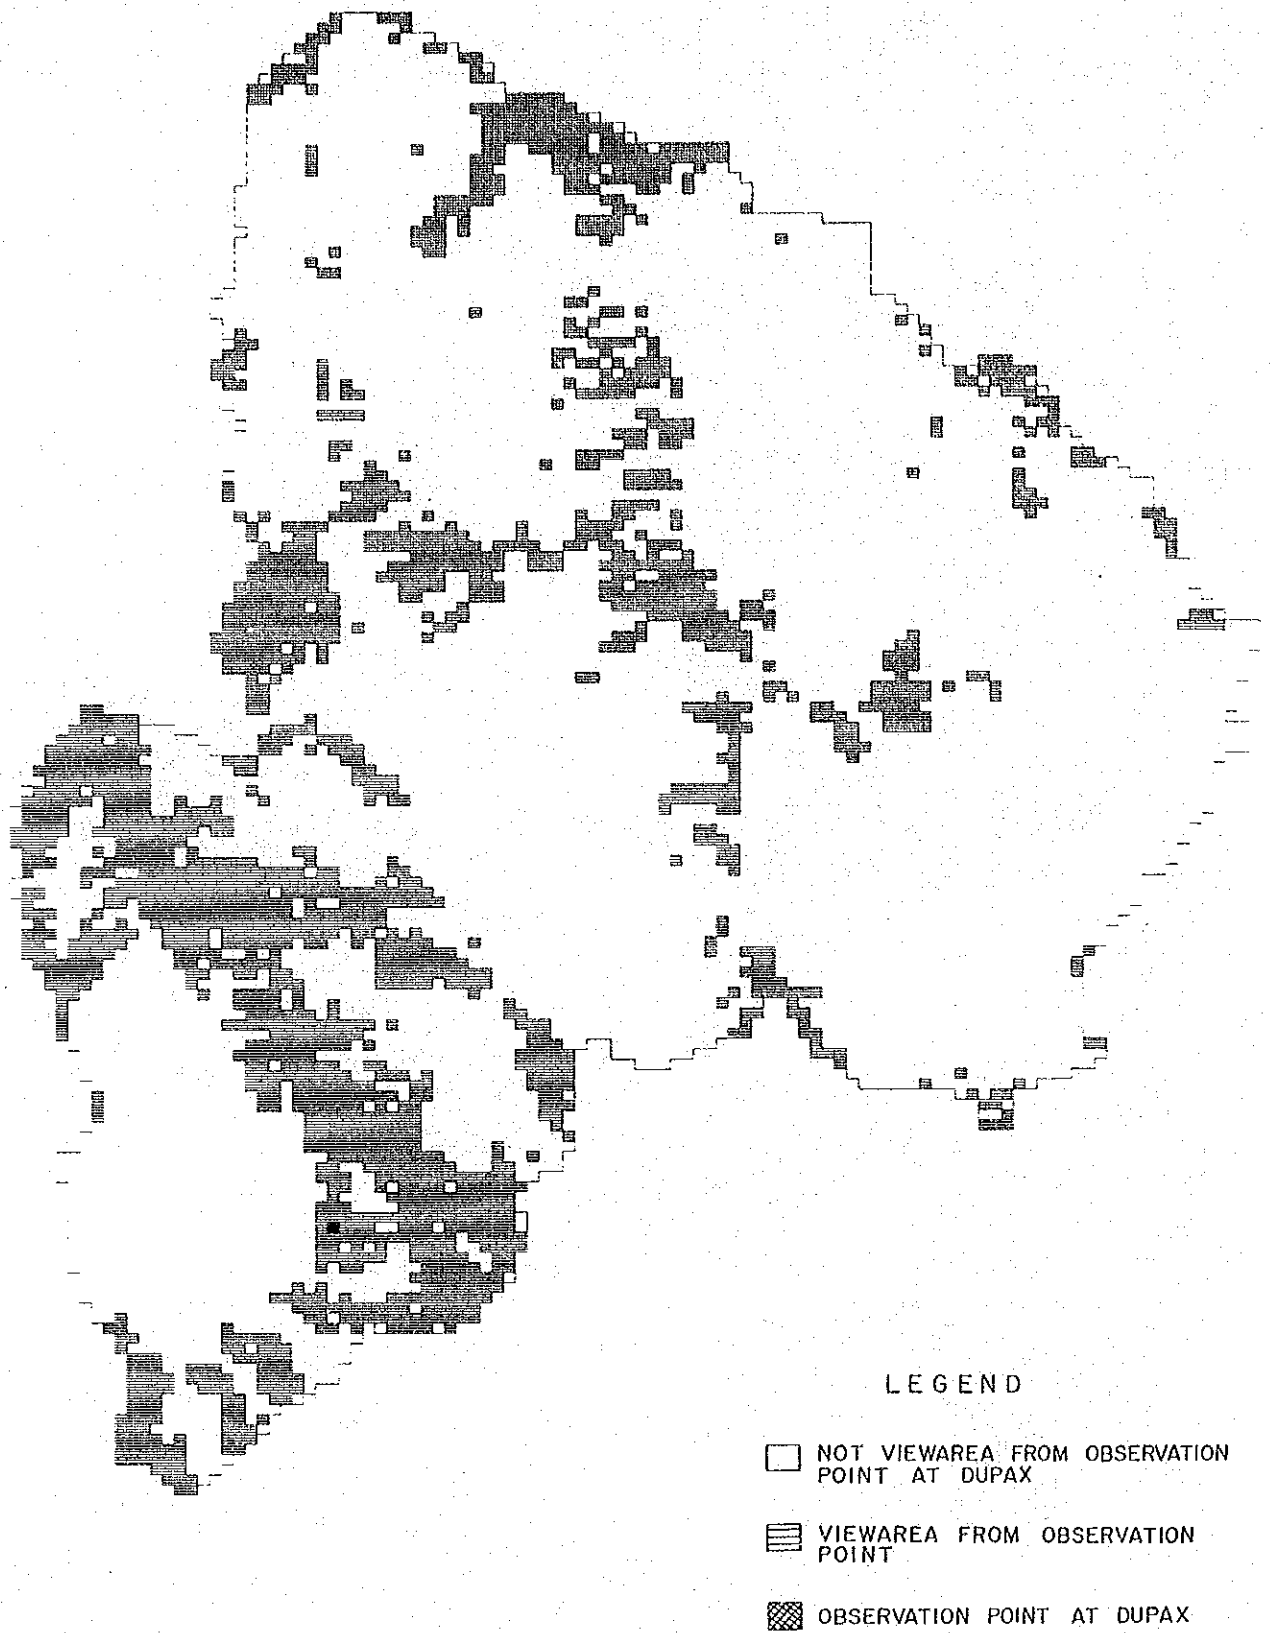 LEGEND
NOT VIEWAREA FROM OBSERVATION
POINT AT DUPAX
VIEWAREA FROM OBSERVATION
POINT
OBSERVATION POINT AT DUPAX